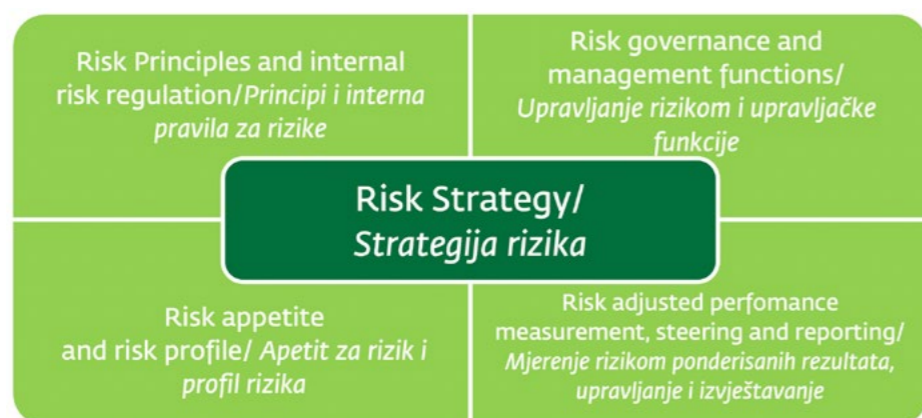 Risk Principles and internal
risk regulation/Principi i interna
pravila za rizike
Risk governance and
management functions/
Upravljanje rizikom i upravljačke
funkcije
Risk Strategy/
Strategija rizika
Risk appetite
and risk profile/ Apetit za rizik i
profil rizika
Risk adjusted perfomance
measurement, steering and reporting/
Mjerenje rizikom ponderisanih rezultata,
upravljanje i izvještavanje